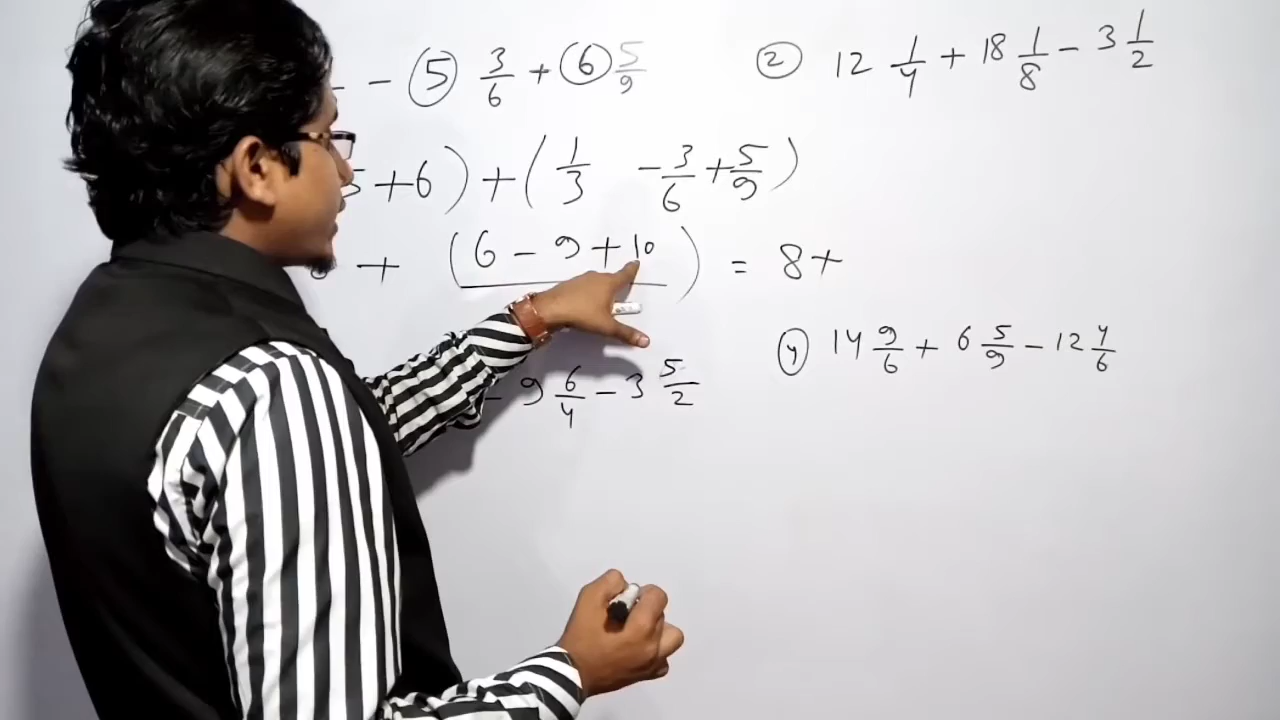 - ⑤ 3/6 + ⑥ 5/9
② 12 1/4 + 18 1/8 - 3 1/2
+ 6) + (1/3 - 3/6 + 5/9)
+ (6 - 9 + 10) = 8 +
- 9 6/4 - 3 5/2
④ 14 9/6 + 6 5/9 - 12 4/6